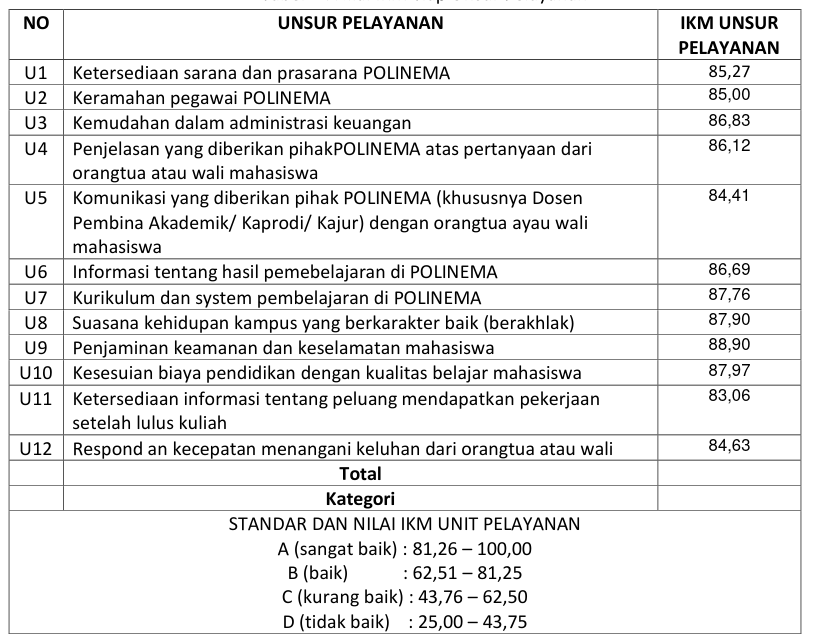 NO UNSUR PELAYANAN IKM UNSUR
PELAYANAN
U1 Ketersediaan sarana dan prasarana POLINEMA 85,27
U2 Keramahan pegawai POLINEMA 85,00
U3 Kemudahan dalam administrasi keuangan 86,83
U4 Penjelasan yang diberikan pihakPOLINEMA atas pertanyaan dari 86,12
orangtua atau wali mahasiswa
U5 Komunikasi yang diberikan pihak POLINEMA (khususnya Dosen 84,41
Pembina Akademik/ Kaprodi/ Kajur) dengan orangtua ayau wali
mahasiswa
U6 Informasi tentang hasil pemebelajaran di POLINEMA 86,69
U7 Kurikulum dan system pembelajaran di POLINEMA 87,76
U8 Suasana kehidupan kampus yang berkarakter baik (berakhlak) 87,90
U9 Penjaminan keamanan dan keselamatan mahasiswa 88,90
U10 Kesesuian biaya pendidikan dengan kualitas belajar mahasiswa 87,97
U11 Ketersediaan informasi tentang peluang mendapatkan pekerjaan 83,06
setelah lulus kuliah
U12 Respond an kecepatan menangani keluhan dari orangtua atau wali 84,63
Total
Kategori
STANDAR DAN NILAI IKM UNIT PELAYANAN
A (sangat baik) : 81,26 – 100,00
B (baik) : 62,51 – 81,25
C (kurang baik) : 43,76 – 62,50
D (tidak baik) : 25,00 – 43,75